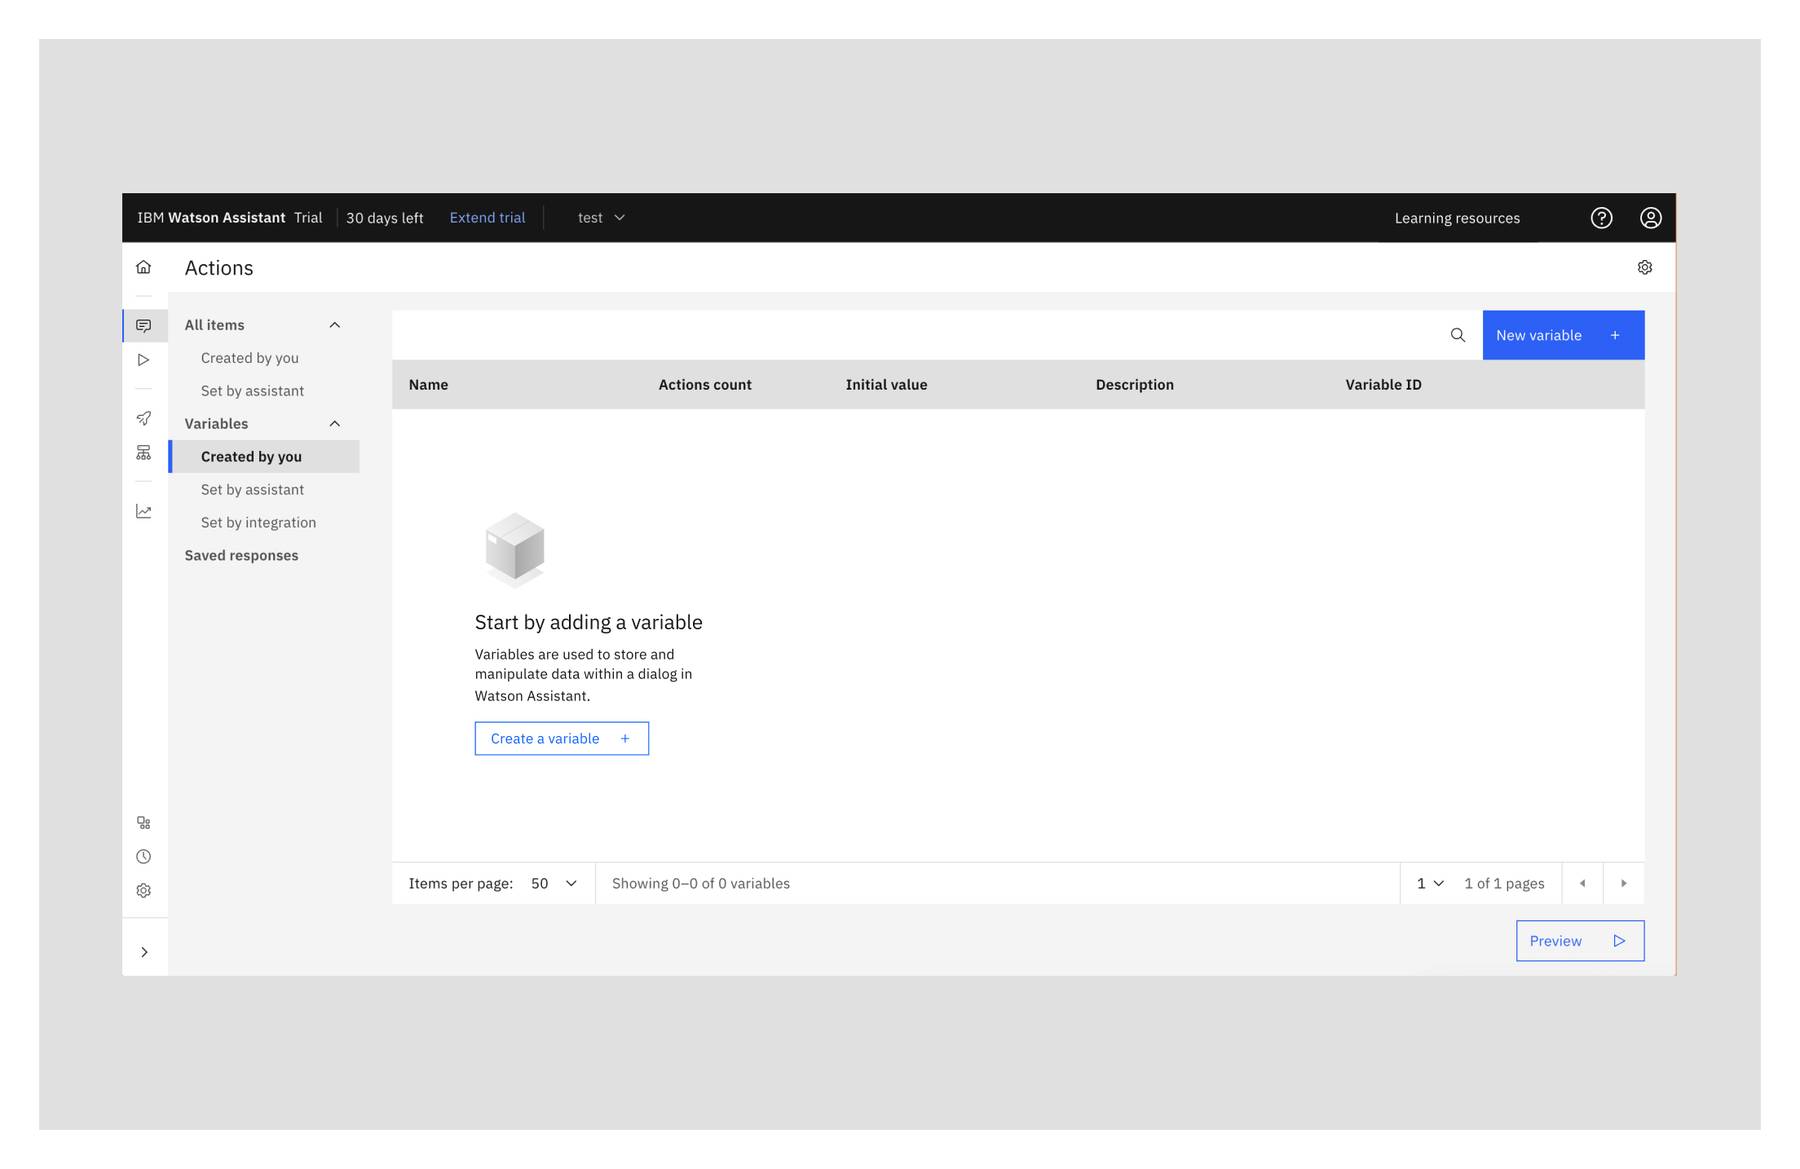 IBM Watson Assistant Trial 30 days left Extend trial test Learning resources
Actions
All items
Created by you
Set by assistant
Variables
Created by you
Set by assistant
Set by integration
Saved responses
New variable +
Name Actions count Initial value Description Variable ID
Start by adding a variable
Variables are used to store and
manipulate data within a dialog in
Watson Assistant.
Create a variable +
Items per page: 50 Showing 0–0 of 0 variables 1 1 of 1 pages
Preview